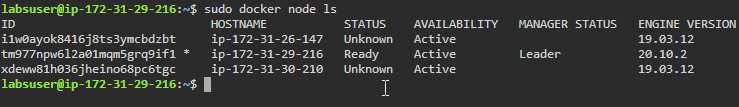 labsuser@ip-172-31-29-216:~$ sudo docker node ls
ID HOSTNAME STATUS AVAILABILITY MANAGER STATUS ENGINE VERSION
i1w0ayok8416j8ts3ymcbdzbt ip-172-31-26-147 Unknown Active 19.03.12
tm977npw6l2a01mqm5grq9if1 * ip-172-31-29-216 Ready Active Leader 20.10.2
xdeww81h036jheino68pc6tgc ip-172-31-30-210 Unknown Active 19.03.12
labsuser@ip-172-31-29-216:~$